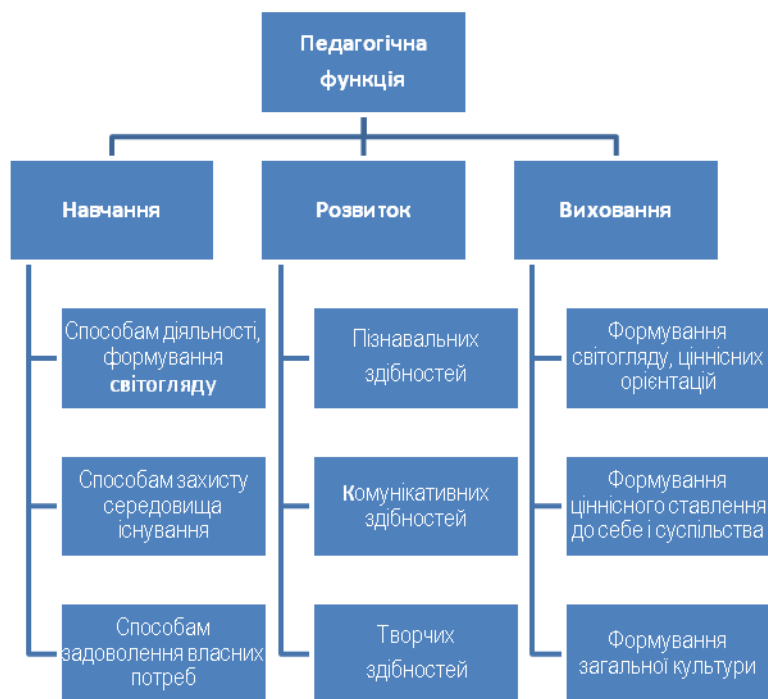 Педагогічна
функція
Навчання
Розвиток
Виховання
Способам діяльності,
формування
світогляду
Пізнавальних
здібностей
Формування
світогляду, ціннісних
орієнтацій
Способам захисту
середовища
існування
Комунікативних
здібностей
Формування
ціннісного ставлення
до себе і суспільства
Способам
задоволення власних
потреб
Творчих
здібностей
Формування
загальної культури